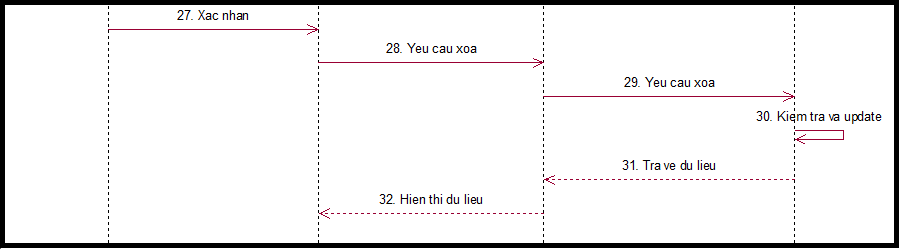 27. Xac nhan
28. Yeu cau xoa
29. Yeu cau xoa
30. Kiem tra va update
31. Tra ve du lieu
32. Hien thi du lieu